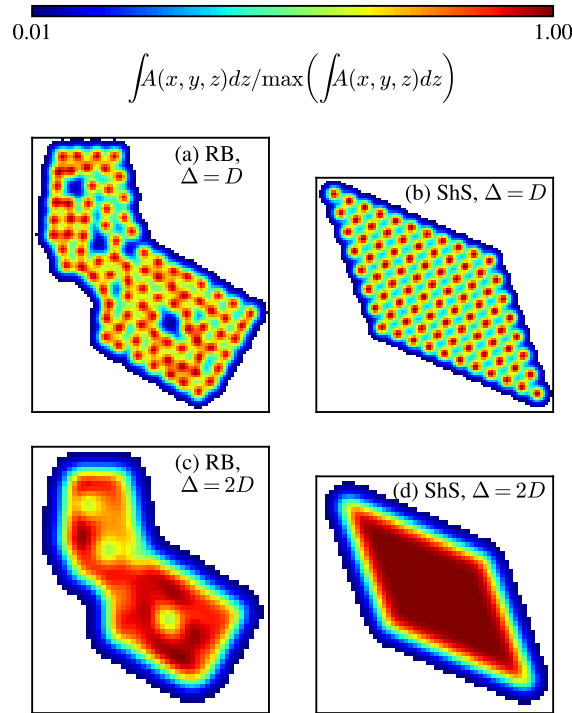 0.01 1.00
∫A(x, y, z)dz/max(∫A(x, y, z)dz)
(a) RB,
Δ = D
(b) ShS, Δ = D
(c) RB,
Δ = 2D
(d) ShS, Δ = 2D